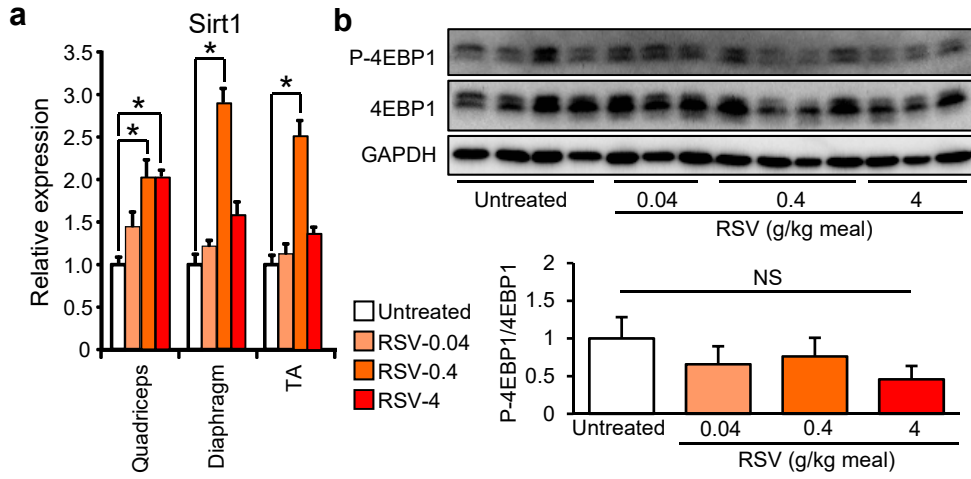 a
Sirt1
Relative expression
3.5
3.0
2.5
2.0
1.5
1.0
0.5
0
*
*
*
*
Quadriceps
Diaphragm
TA
Untreated
RSV-0.04
RSV-0.4
RSV-4
b
P-4EBP1
4EBP1
GAPDH
Untreated 0.04 0.4 4
RSV (g/kg meal)
P-4EBP1/4EBP1
2
1.5
1
0.5
0
NS
Untreated 0.04 0.4 4
RSV (g/kg meal)